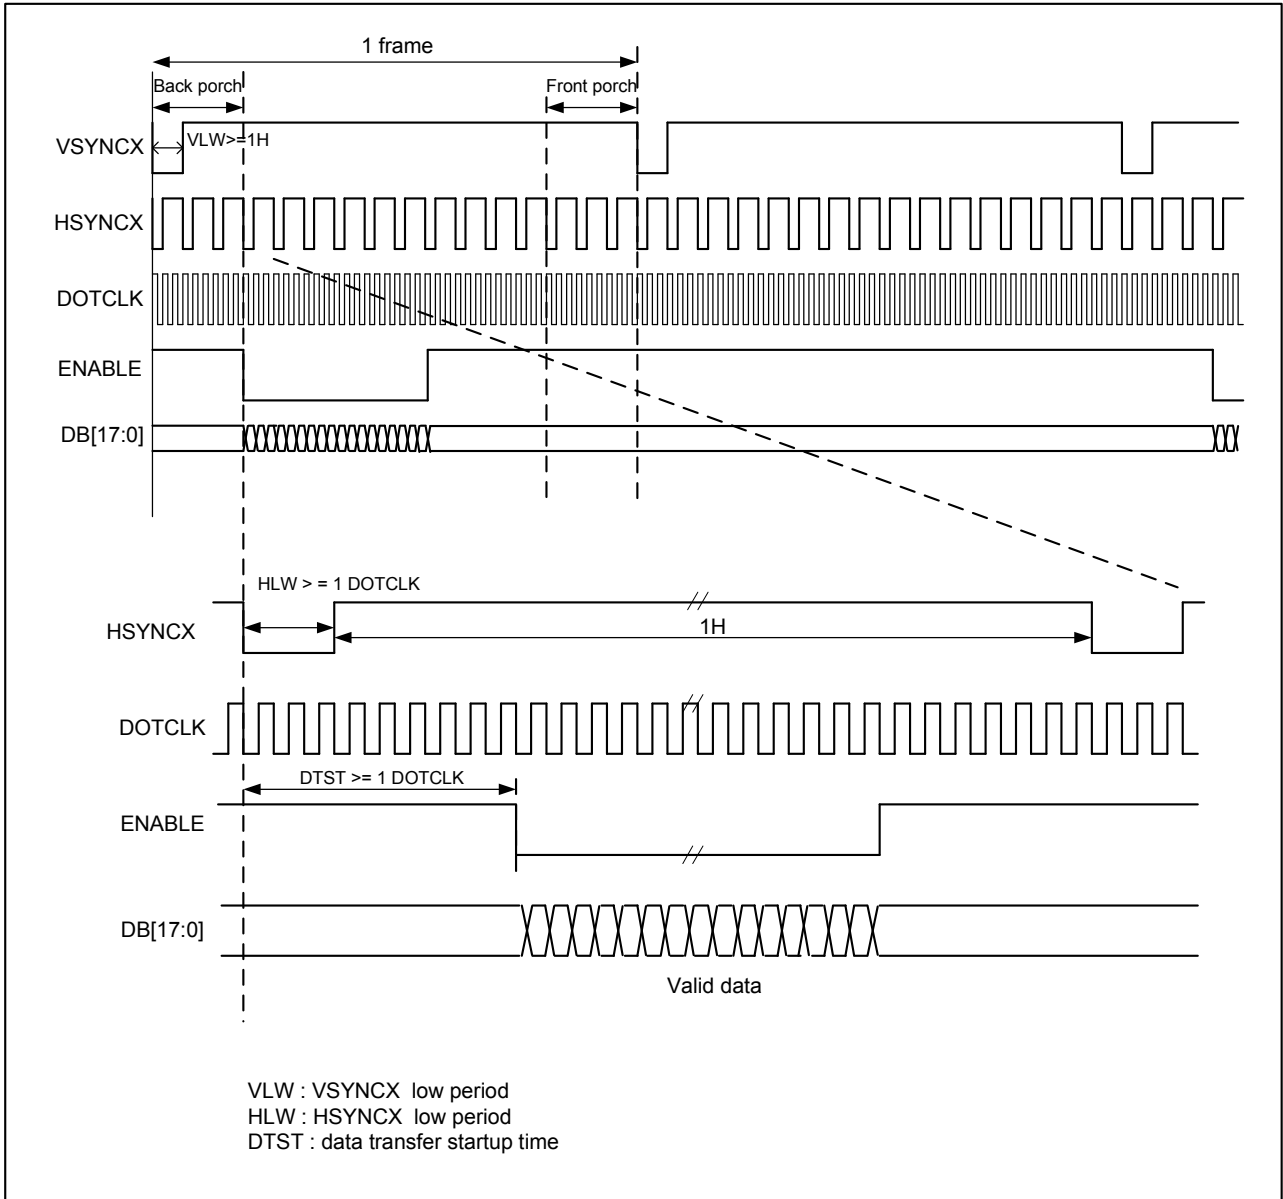 1 frame
Back porch
Front porch
VSYNCX
VLW>=1H
HSYNCX
DOTCLK
ENABLE
DB[17:0]
HLW > = 1 DOTCLK
HSYNCX
1H
DOTCLK
DTST >= 1 DOTCLK
ENABLE
DB[17:0]
Valid data
VLW : VSYNCX low period
HLW : HSYNCX low period
DTST : data transfer startup time